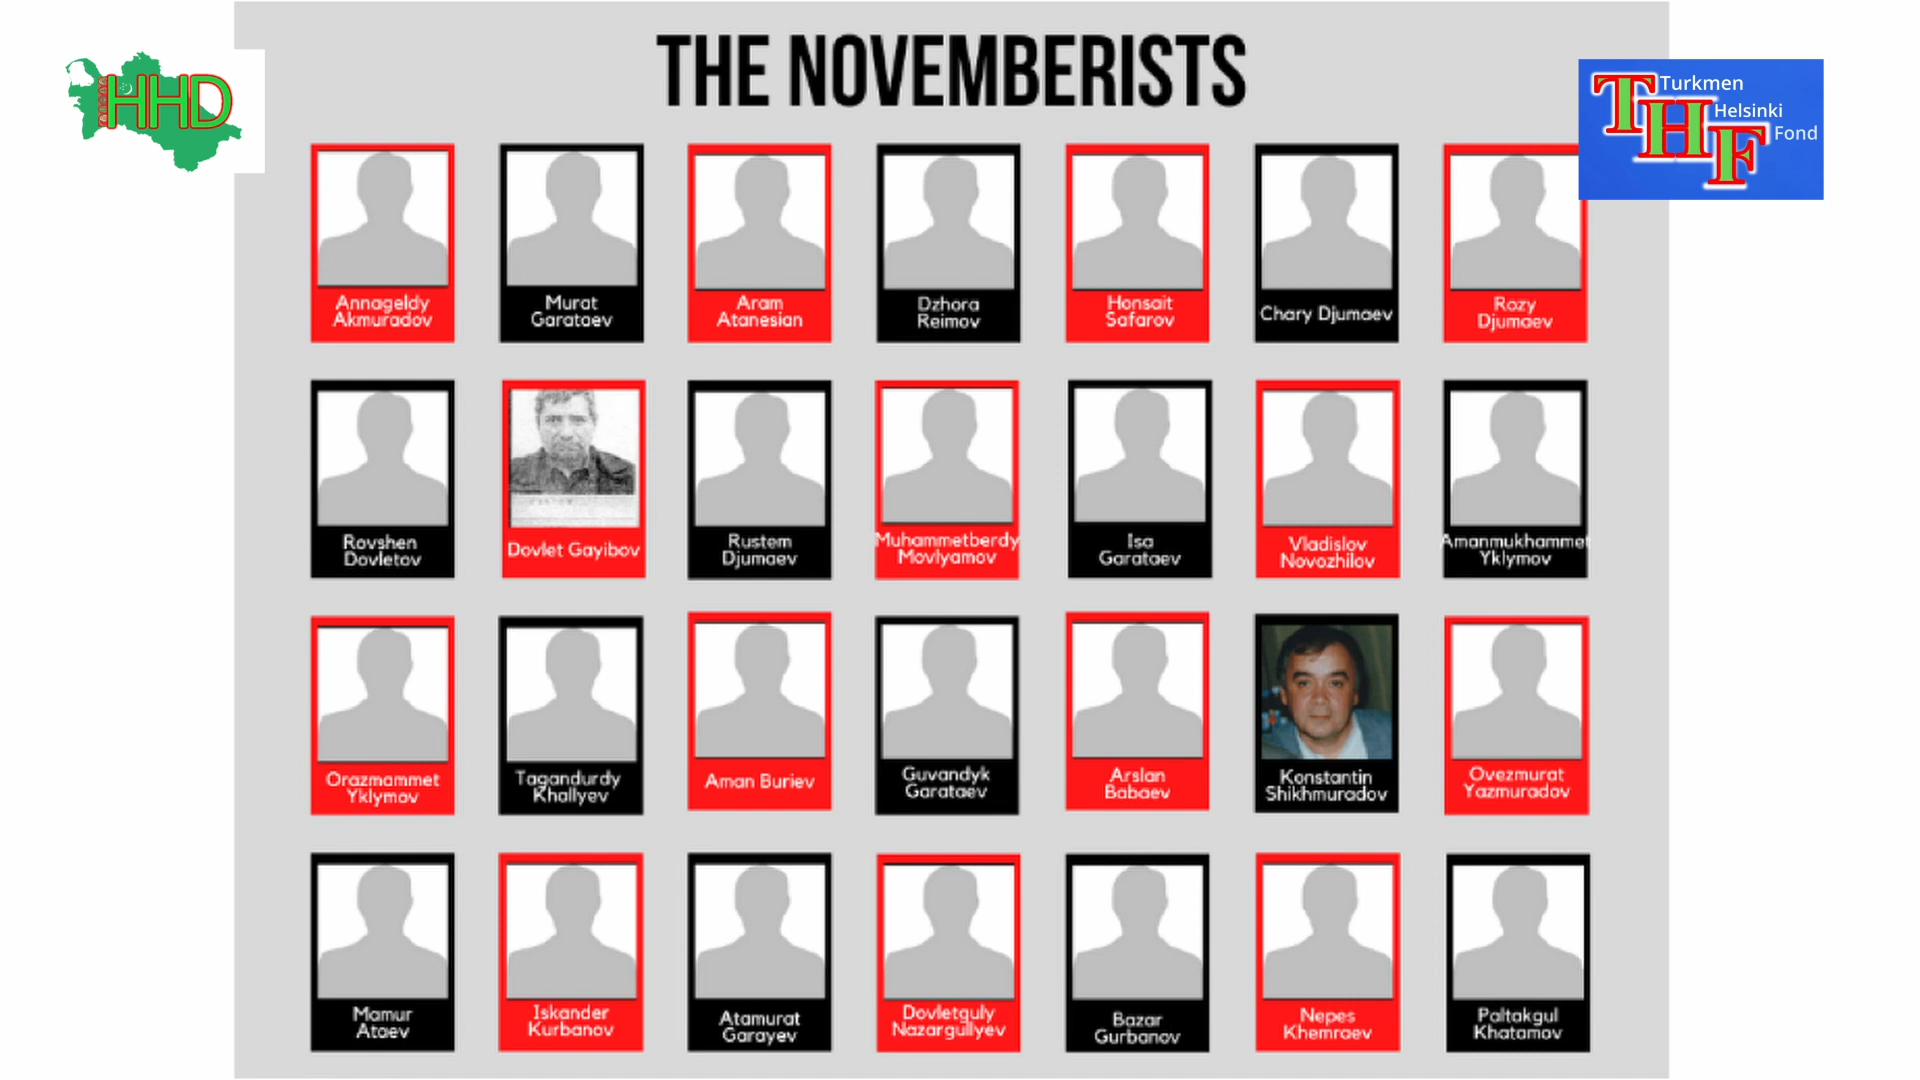 THE NOVEMBERISTS
HHD
THF
Turkmen
Helsinki
Fond
Annageldy
Akmuradov
Murat
Garataev
Aram
Atanesian
Dzhora
Reimov
Honsait
Safarov
Chary Djumaev
Rozy
Djumaev
Rovshen
Dovletov
Dovlet Gayibov
Rustem
Djumaev
Muhammetberdy
Movlyamov
Isa
Garataev
Vladislov
Novozhilov
Amanmukhammet
Yklymov
Orazmammet
Yklymov
Tagandurdy
Khallyev
Aman Buriev
Guvandyk
Garataev
Arslan
Babaev
Konstantin
Shikhmuradov
Ovezmurat
Yazmuradov
Mamur
Ataev
Iskander
Kurbanov
Atamurat
Garayev
Dovletguly
Nazargullyev
Bazar
Gurbanov
Nepes
Khemraev
Paltakgul
Khatamov